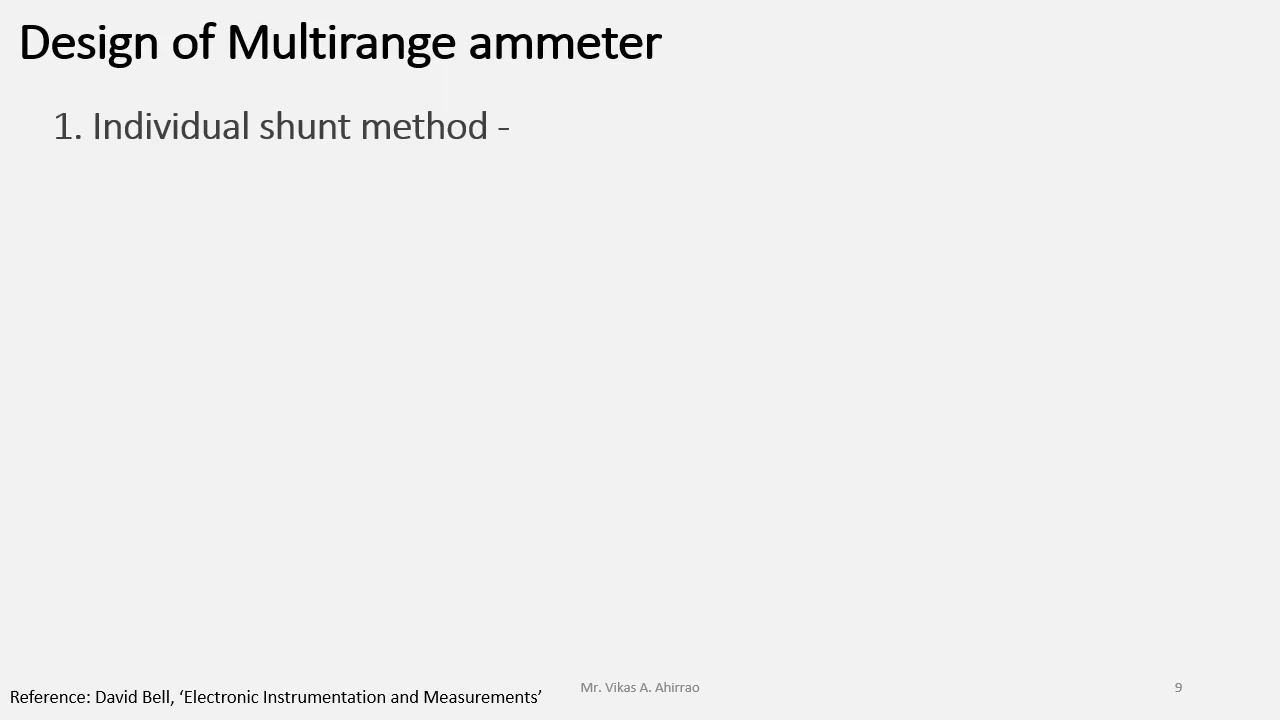 Design of Multirange ammeter
1. Individual shunt method -
Reference: David Bell, ‘Electronic Instrumentation and Measurements’
Mr. Vikas A. Ahirrao
9